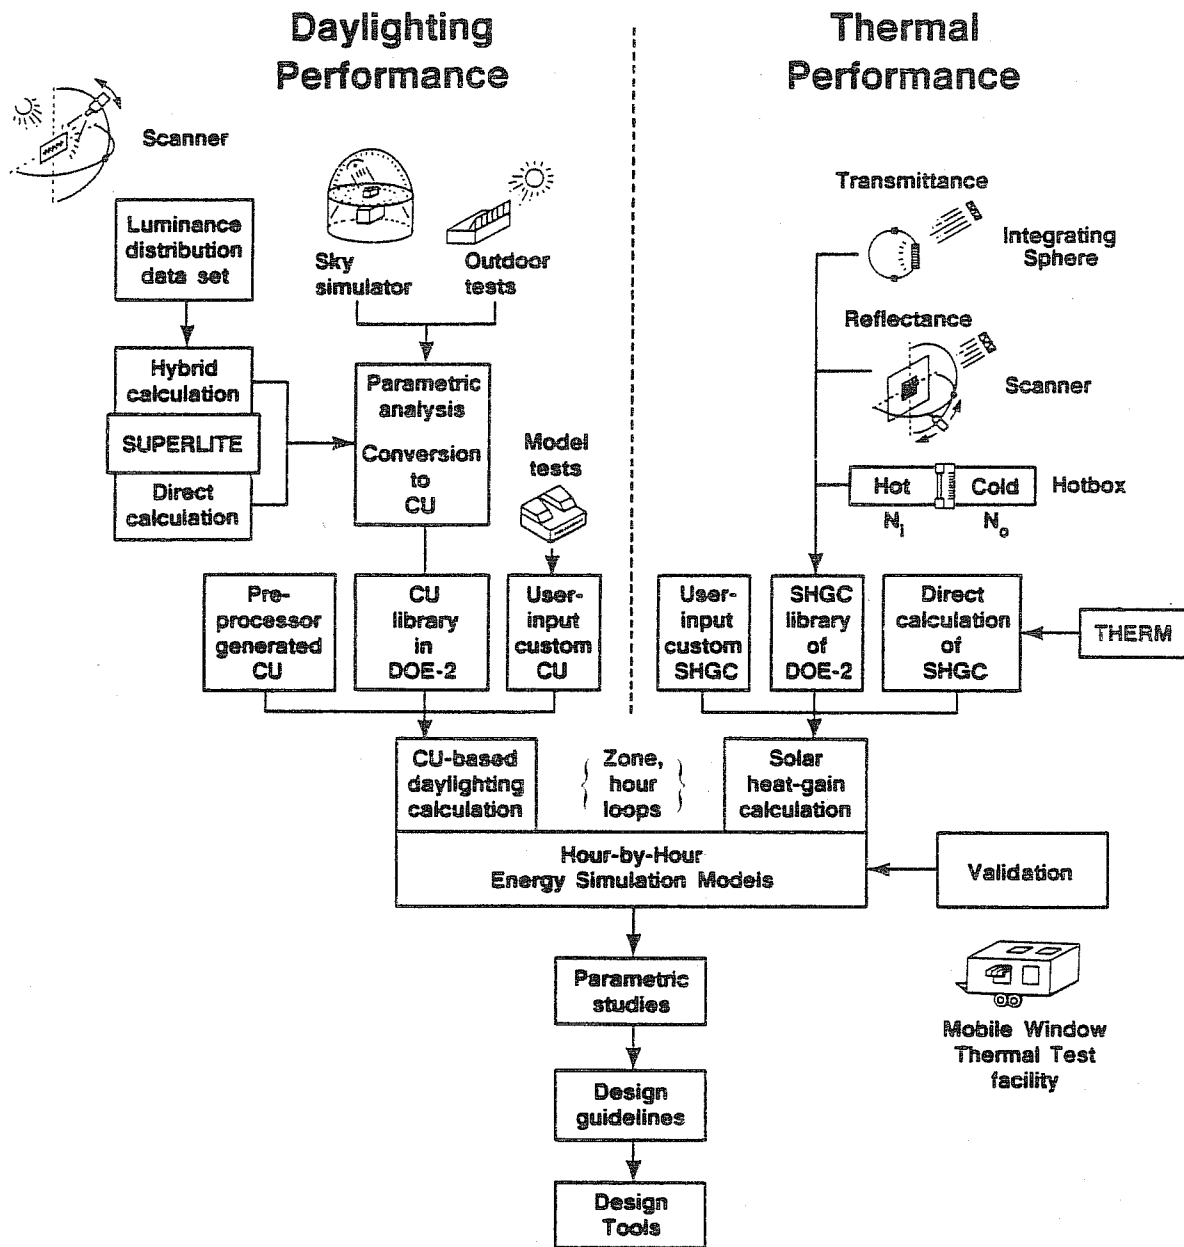 Daylighting
Performance
Thermal
Performance
Scanner
Luminance
distribution
data set
Sky
simulator
Outdoor
tests
Hybrid
calculation
SUPERLITE
Direct
calculation
Parametric
analysis
Conversion
to
CU
Model
tests
Transmittance
Integrating
Sphere
Reflectance
Scanner
Hot
Cold
Hotbox
Ni
No
Pre-
processor
generated
CU
CU
library
in
DOE-2
User-
input
custom
CU
User-
input
custom
SHGC
SHGC
library
of
DOE-2
Direct
calculation
of
SHGC
THERM
CU-based
daylighting
calculation
Zone,
hour
loops
Solar
heat-gain
calculation
Hour-by-Hour
Energy Simulation Models
Validation
Parametric
studies
Mobile Window
Thermal Test
facility
Design
guidelines
Design
Tools